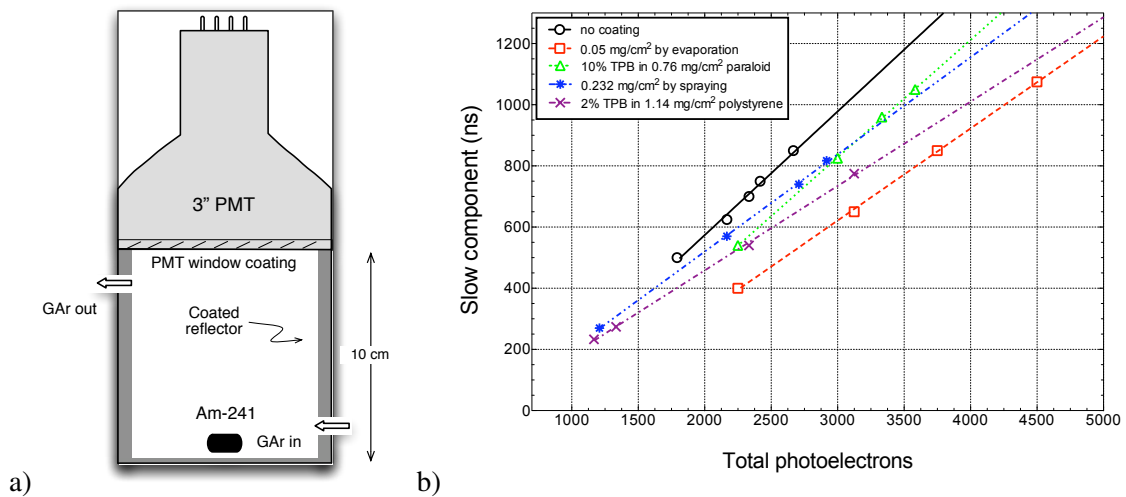 3" PMT
PMT window coating
GAr out
Coated
reflector
10 cm
Am-241
GAr in
a)
no coating
0.05 mg/cm² by evaporation
10% TPB in 0.76 mg/cm² paraloid
0.232 mg/cm² by spraying
2% TPB in 1.14 mg/cm² polystyrene
Slow component (ns)
1200
1000
800
600
400
200
0
1000 1500 2000 2500 3000 3500 4000 4500 5000
Total photoelectrons
b)